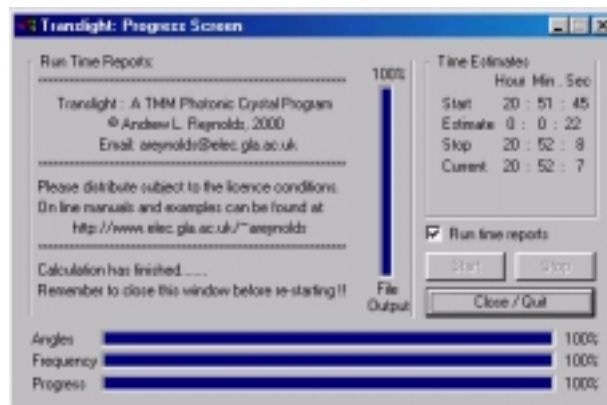 Translight: Progress Screen
Run Time Reports:
Translight : A TMM Photonic Crystal Program
© Andrew L. Reynolds, 2000
Email: areynolds@elec.gla.ac.uk
Please distribute subject to the licence conditions.
On line manuals and examples can be found at:
http://www.elec.gla.ac.uk/~areynolds
Calculation has finished.......
Remember to close this window before re-starting !!
100%
File
Output
Time Estimates
Hour Min . Sec
Start 20 : 51 : 45
Estimate 0 : 0 : 22
Stop 20 : 52 : 8
Current 20 : 52 : 7
Run time reports
Start Stop
Close / Quit
Angles 100%
Frequency 100%
Progress 100%